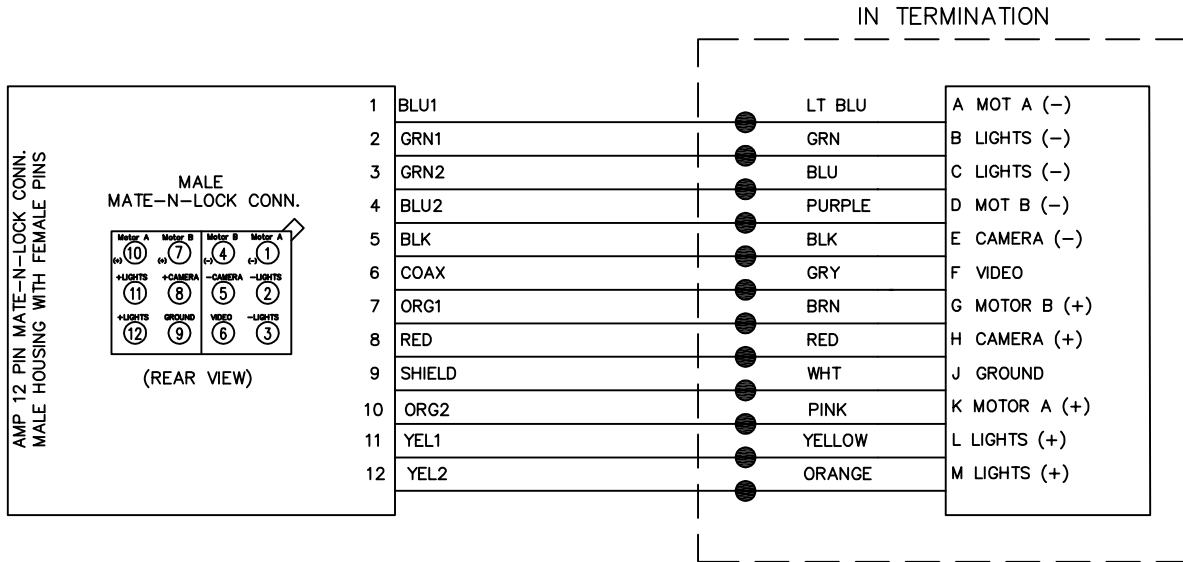 IN TERMINATION
AMP 12 PIN MATE-N-LOCK CONN.
MALE HOUSING WITH FEMALE PINS
MALE
MATE-N-LOCK CONN.
Motor A Motor B Motor B Motor A
(+) 10 (+) 7 (-) 4 (-) 1
+LIGHTS +CAMERA -CAMERA -LIGHTS
11 8 5 2
+LIGHTS GROUND VIDEO -LIGHTS
12 9 6 3
(REAR VIEW)
1 BLU1 LT BLU A MOT A (-)
2 GRN1 GRN B LIGHTS (-)
3 GRN2 BLU C LIGHTS (-)
4 BLU2 PURPLE D MOT B (-)
5 BLK BLK E CAMERA (-)
6 COAX GRY F VIDEO
7 ORG1 BRN G MOTOR B (+)
8 RED RED H CAMERA (+)
9 SHIELD WHT J GROUND
10 ORG2 PINK K MOTOR A (+)
11 YEL1 YELLOW L LIGHTS (+)
12 YEL2 ORANGE M LIGHTS (+)